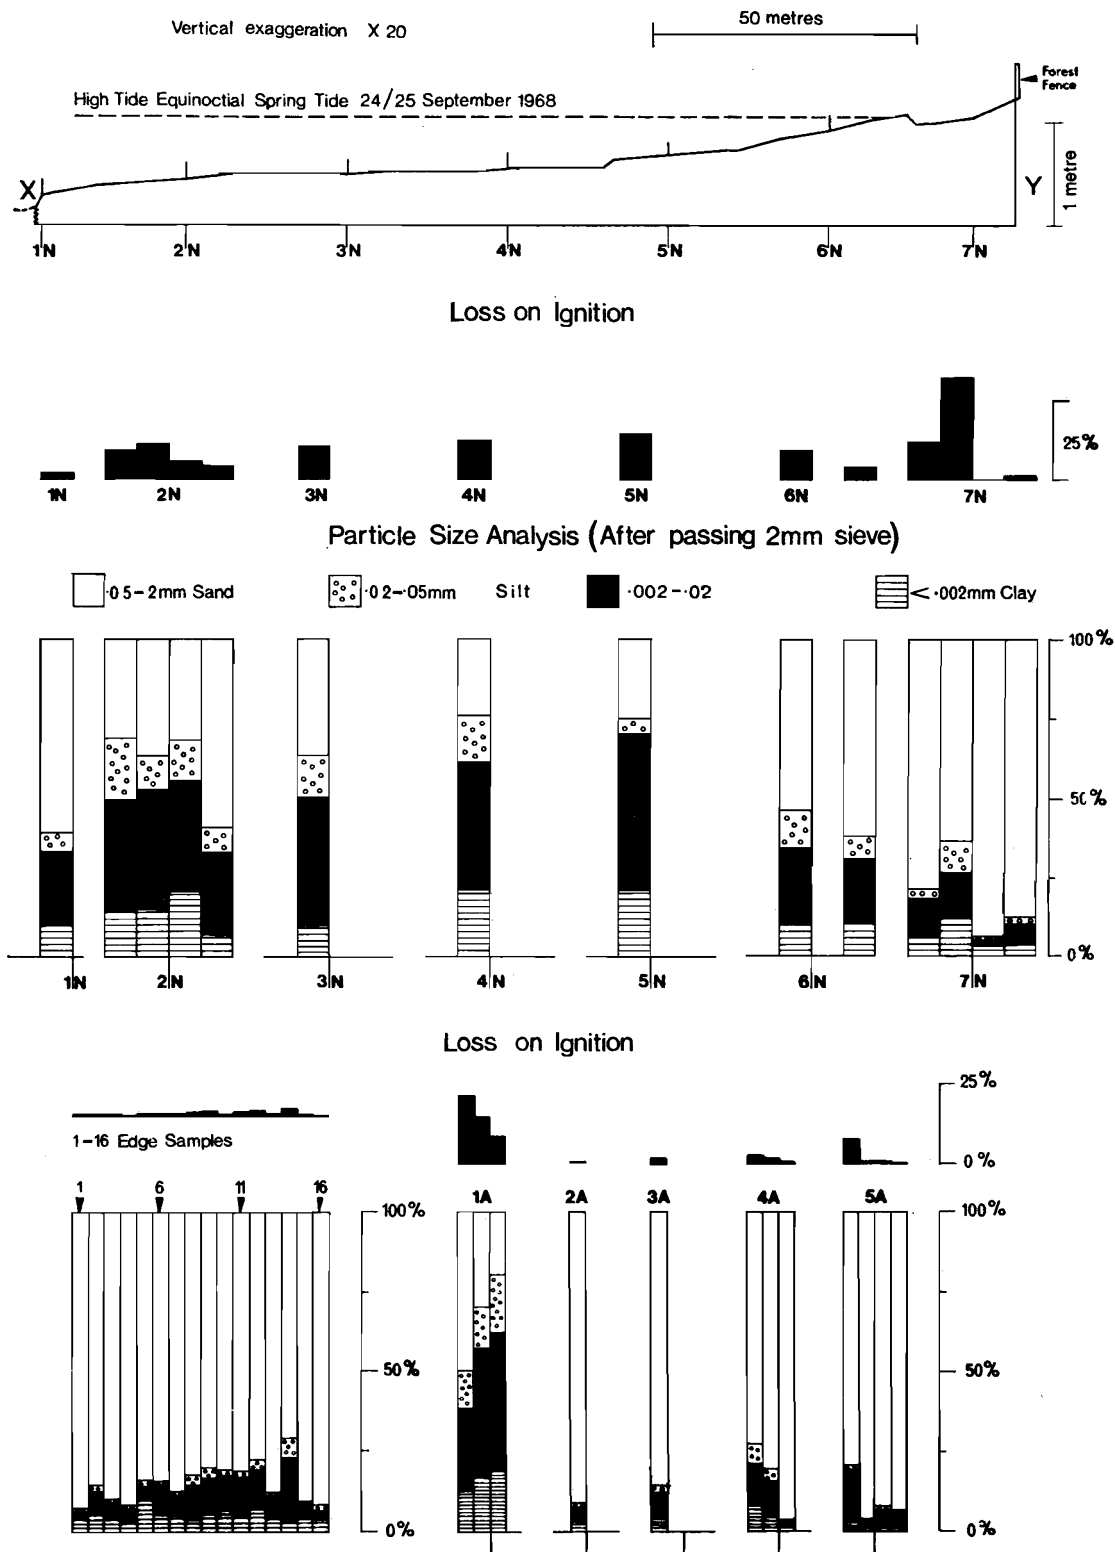 Vertical exaggeration X 20
50 metres
Forest
Fence
High Tide Equinoctial Spring Tide 24/25 September 1968
X
Y
1 metre
1N 2N 3N 4N 5N 6N 7N
Loss on Ignition
25%
1N 2N 3N 4N 5N 6N 7N
Particle Size Analysis (After passing 2mm sieve)
·05-2mm Sand ·02-·05mm Silt ·002-·02 <·002mm Clay
100%
50%
0%
1N 2N 3N 4N 5N 6N 7N
Loss on Ignition
25%
0%
1-16 Edge Samples
1 6 11 16
1A 2A 3A 4A 5A
100% 100%
50% 50%
0% 0%